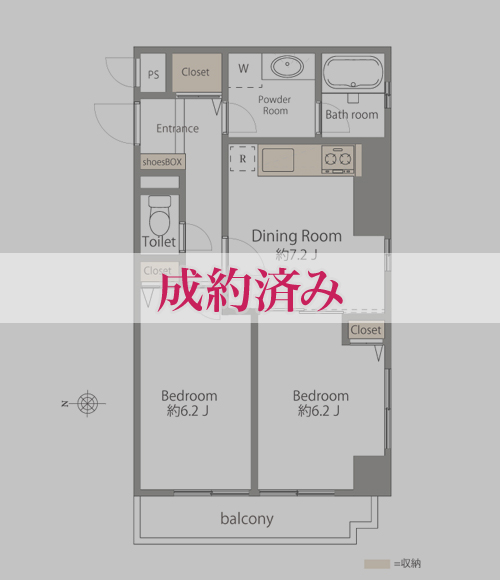 PS
Closet
W
Powder
Room
Bath room
Entrance
shoesBOX
R
Toilet
Dining Room
約7.2 J
Closet
成約済み
Closet
Bedroom
約6.2 J
Bedroom
約6.2 J
N
balcony
=収納